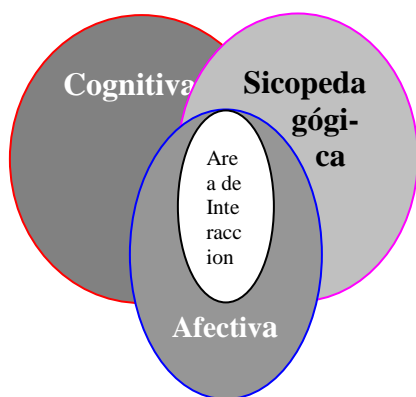 Cognitiva
Sicopeda
gógi-
ca
Are
a de
Inte
racc
ion
Afectiva